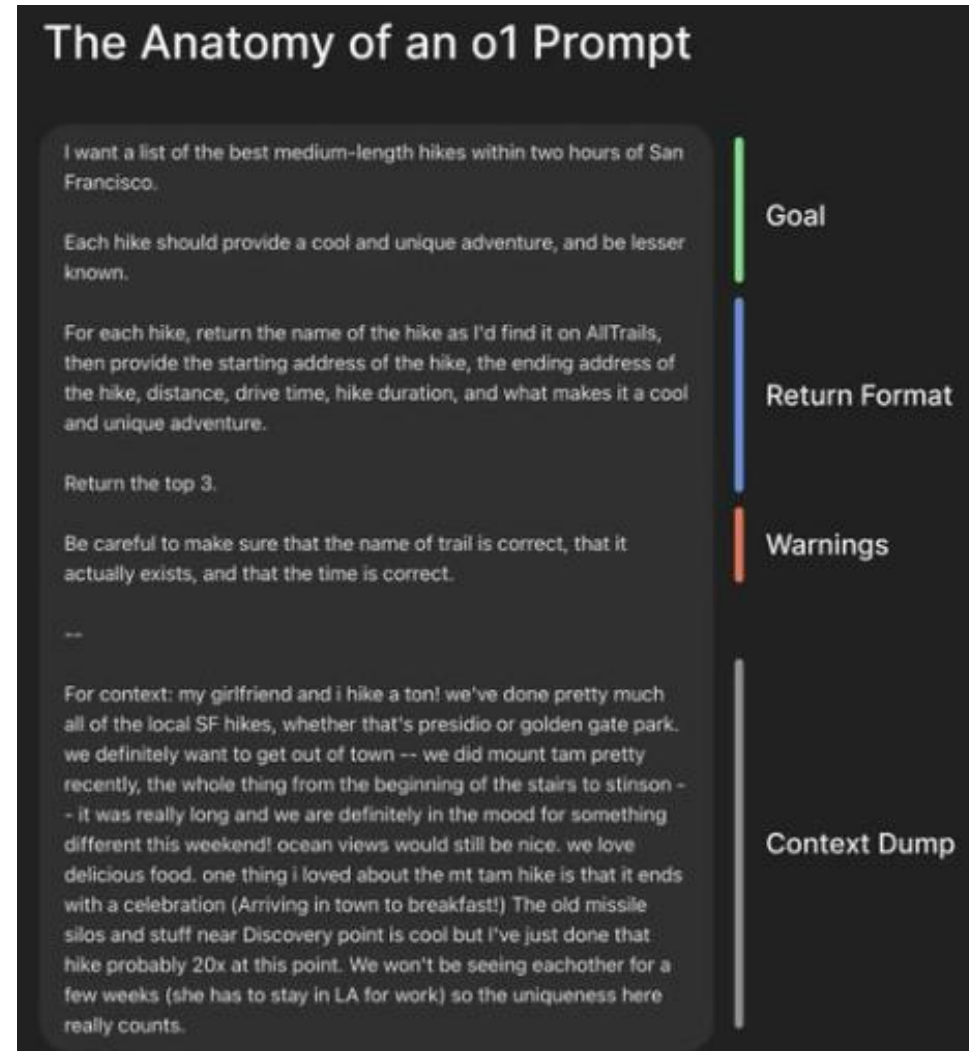 The Anatomy of an o1 Prompt
I want a list of the best medium-length hikes within two hours of San
Francisco.
Each hike should provide a cool and unique adventure, and be lesser
known.
Goal
For each hike, return the name of the hike as I'd find it on AllTrails,
then provide the starting address of the hike, the ending address of
the hike, distance, drive time, hike duration, and what makes it a cool
and unique adventure.
Return the top 3.
Return Format
Be careful to make sure that the name of trail is correct, that it
actually exists, and that the time is correct.
Warnings
--
For context: my girlfriend and i hike a ton! we've done pretty much
all of the local SF hikes, whether that's presidio or golden gate park.
we definitely want to get out of town -- we did mount tam pretty
recently, the whole thing from the beginning of the stairs to stinson -
- it was really long and we are definitely in the mood for something
different this weekend! ocean views would still be nice. we love
delicious food. one thing i loved about the mt tam hike is that it ends
with a celebration (Arriving in town to breakfast!) The old missile
silos and stuff near Discovery point is cool but I've just done that
hike probably 20x at this point. We won't be seeing eachother for a
few weeks (she has to stay in LA for work) so the uniqueness here
really counts.
Context Dump